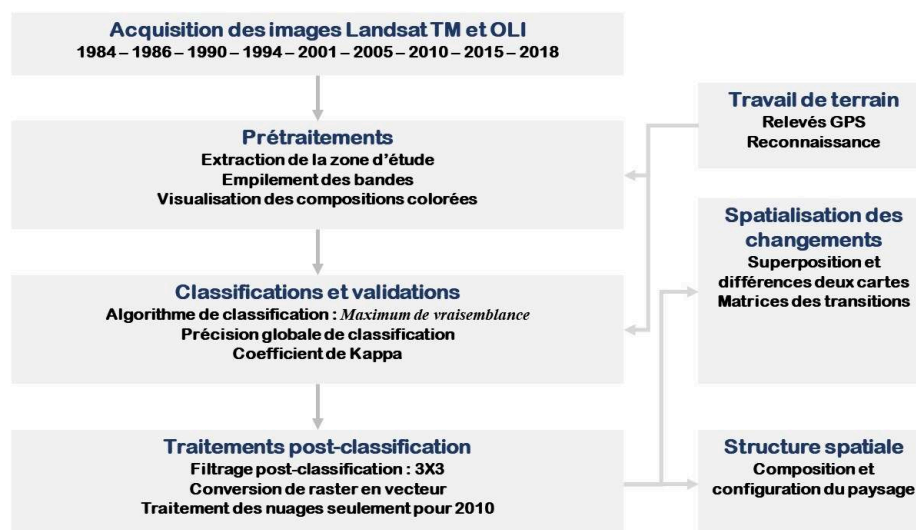 Acquisition des images Landsat TM et OLI
1984 – 1986 – 1990 – 1994 – 2001 – 2005 – 2010 – 2015 – 2018
Prétraitements
Extraction de la zone d'étude
Empilement des bandes
Visualisation des compositions colorées
Classifications et validations
Algorithme de classification : Maximum de vraisemblance
Précision globale de classification
Coefficient de Kappa
Traitements post-classification
Filtrage post-classification : 3X3
Conversion de raster en vecteur
Traitement des nuages seulement pour 2010
Travail de terrain
Relevés GPS
Reconnaissance
Spatialisation des
changements
Superposition et
différences deux cartes
Matrices des transitions
Structure spatiale
Composition et
configuration du paysage